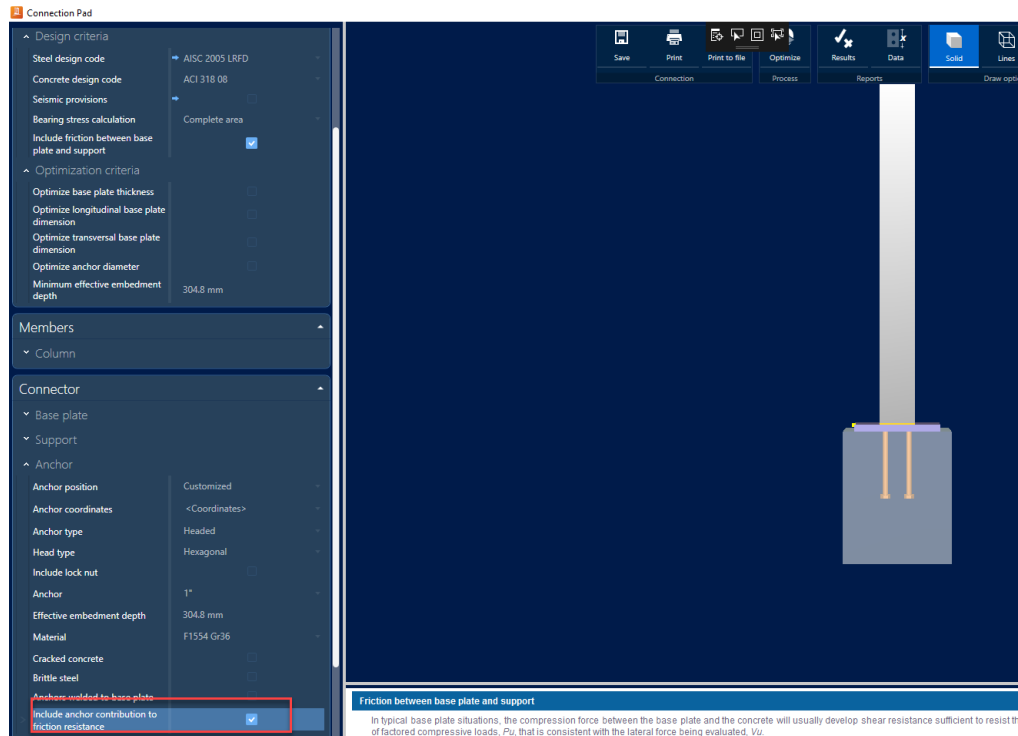 Connection Pad
Design criteria
Steel design code AISC 2005 LRFD
Concrete design code ACI 318 08
Seismic provisions
Bearing stress calculation Complete area
Include friction between base
plate and support
Optimization criteria
Optimize base plate thickness
Optimize longitudinal base plate
dimension
Optimize transversal base plate
dimension
Optimize anchor diameter
Minimum effective embedment
depth 304.8 mm
Members
Column
Connector
Base plate
Support
Anchor
Anchor position Customized
Anchor coordinates <Coordinates>
Anchor type Headed
Head type Hexagonal
Include lock nut
Anchor 1"
Effective embedment depth 304.8 mm
Material F1554 Gr36
Cracked concrete
Brittle steel
Anchors welded to base plate
Include anchor contribution to
friction resistance
Save Print Print to file Optimize Results Data Solid Lines
Connection Process Reports Draw opti
Friction between base plate and support
In typical base plate situations, the compression force between the base plate and the concrete will usually develop shear resistance sufficient to resist th
of factored compressive loads, Pu, that is consistent with the lateral force being evaluated, Vu.